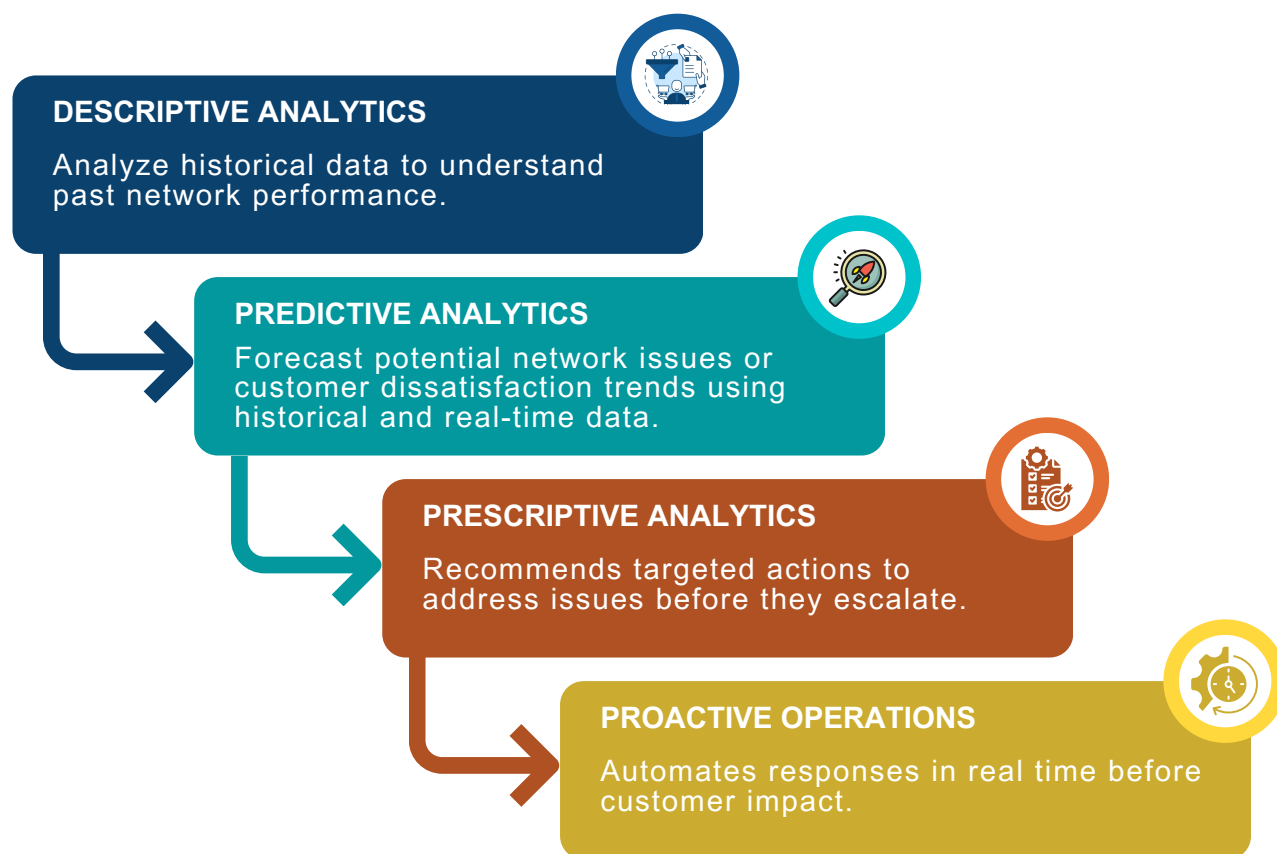 DESCRIPTIVE ANALYTICS
Analyze historical data to understand
past network performance.
PREDICTIVE ANALYTICS
Forecast potential network issues or
customer dissatisfaction trends using
historical and real-time data.
PRESCRIPTIVE ANALYTICS
Recommends targeted actions to
address issues before they escalate.
PROACTIVE OPERATIONS
Automates responses in real time before
customer impact.